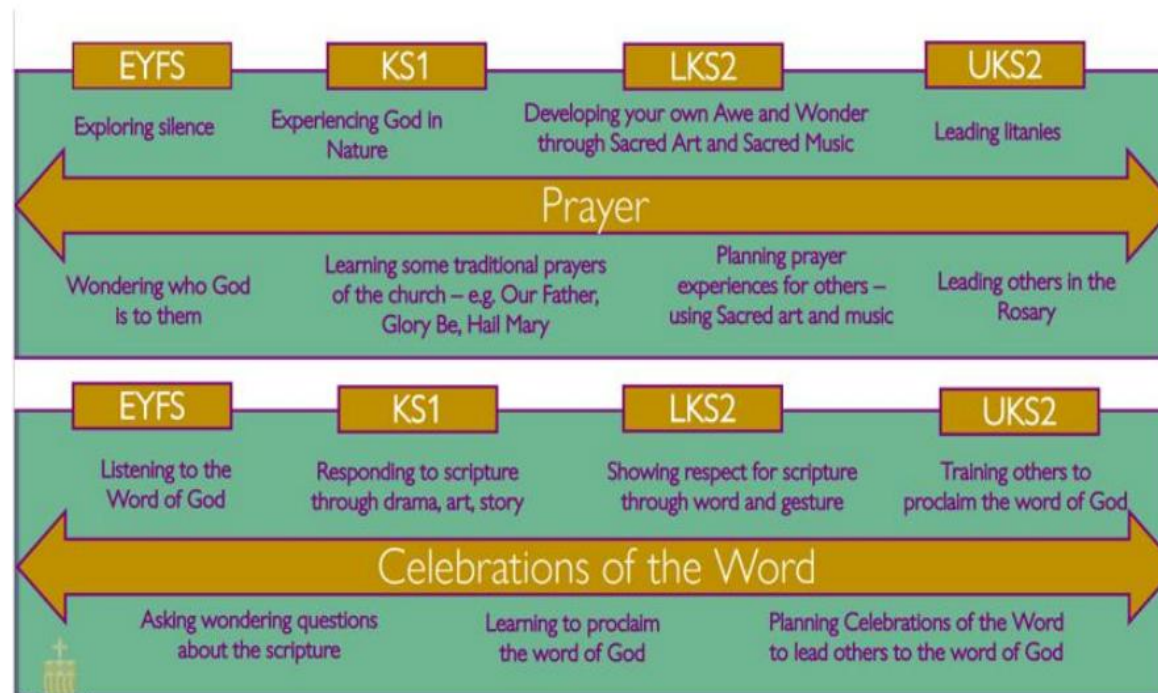 EYFS
KS1
LKS2
UKS2
Exploring silence
Experiencing God in
Nature
Developing your own Awe and Wonder
through Sacred Art and Sacred Music
Leading litanies
Prayer
Wondering who God
is to them
Learning some traditional prayers
of the church – e.g. Our Father,
Glory Be, Hail Mary
Planning prayer
experiences for others –
using Sacred art and music
Leading others in the
Rosary
EYFS
KS1
LKS2
UKS2
Listening to the
Word of God
Responding to scripture
through drama, art, story
Showing respect for scripture
through word and gesture
Training others to
proclaim the word of God
Celebrations of the Word
Asking wondering questions
about the scripture
Learning to proclaim
the word of God
Planning Celebrations of the Word
to lead others to the word of God